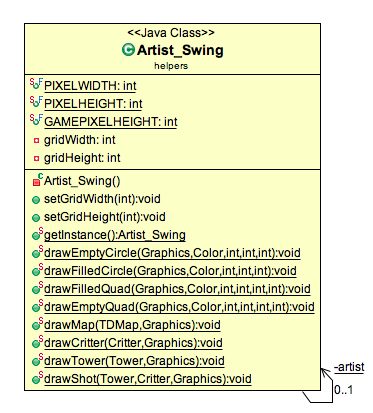 <<Java Class>>
Artist_Swing
helpers
PIXELWIDTH: int
PIXELHEIGHT: int
GAMEPIXELHEIGHT: int
gridWidth: int
gridHeight: int
Artist_Swing()
setGridWidth(int):void
setGridHeight(int):void
getInstance():Artist_Swing
drawEmptyCircle(Graphics,Color,int,int,int):void
drawFilledCircle(Graphics,Color,int,int,int):void
drawFilledQuad(Graphics,Color,int,int,int,int):void
drawEmptyQuad(Graphics,Color,int,int,int,int):void
drawMap(TDMap,Graphics):void
drawCritter(Critter,Graphics):void
drawTower(Tower,Graphics):void
drawShot(Tower,Critter,Graphics):void
-artist
0..1